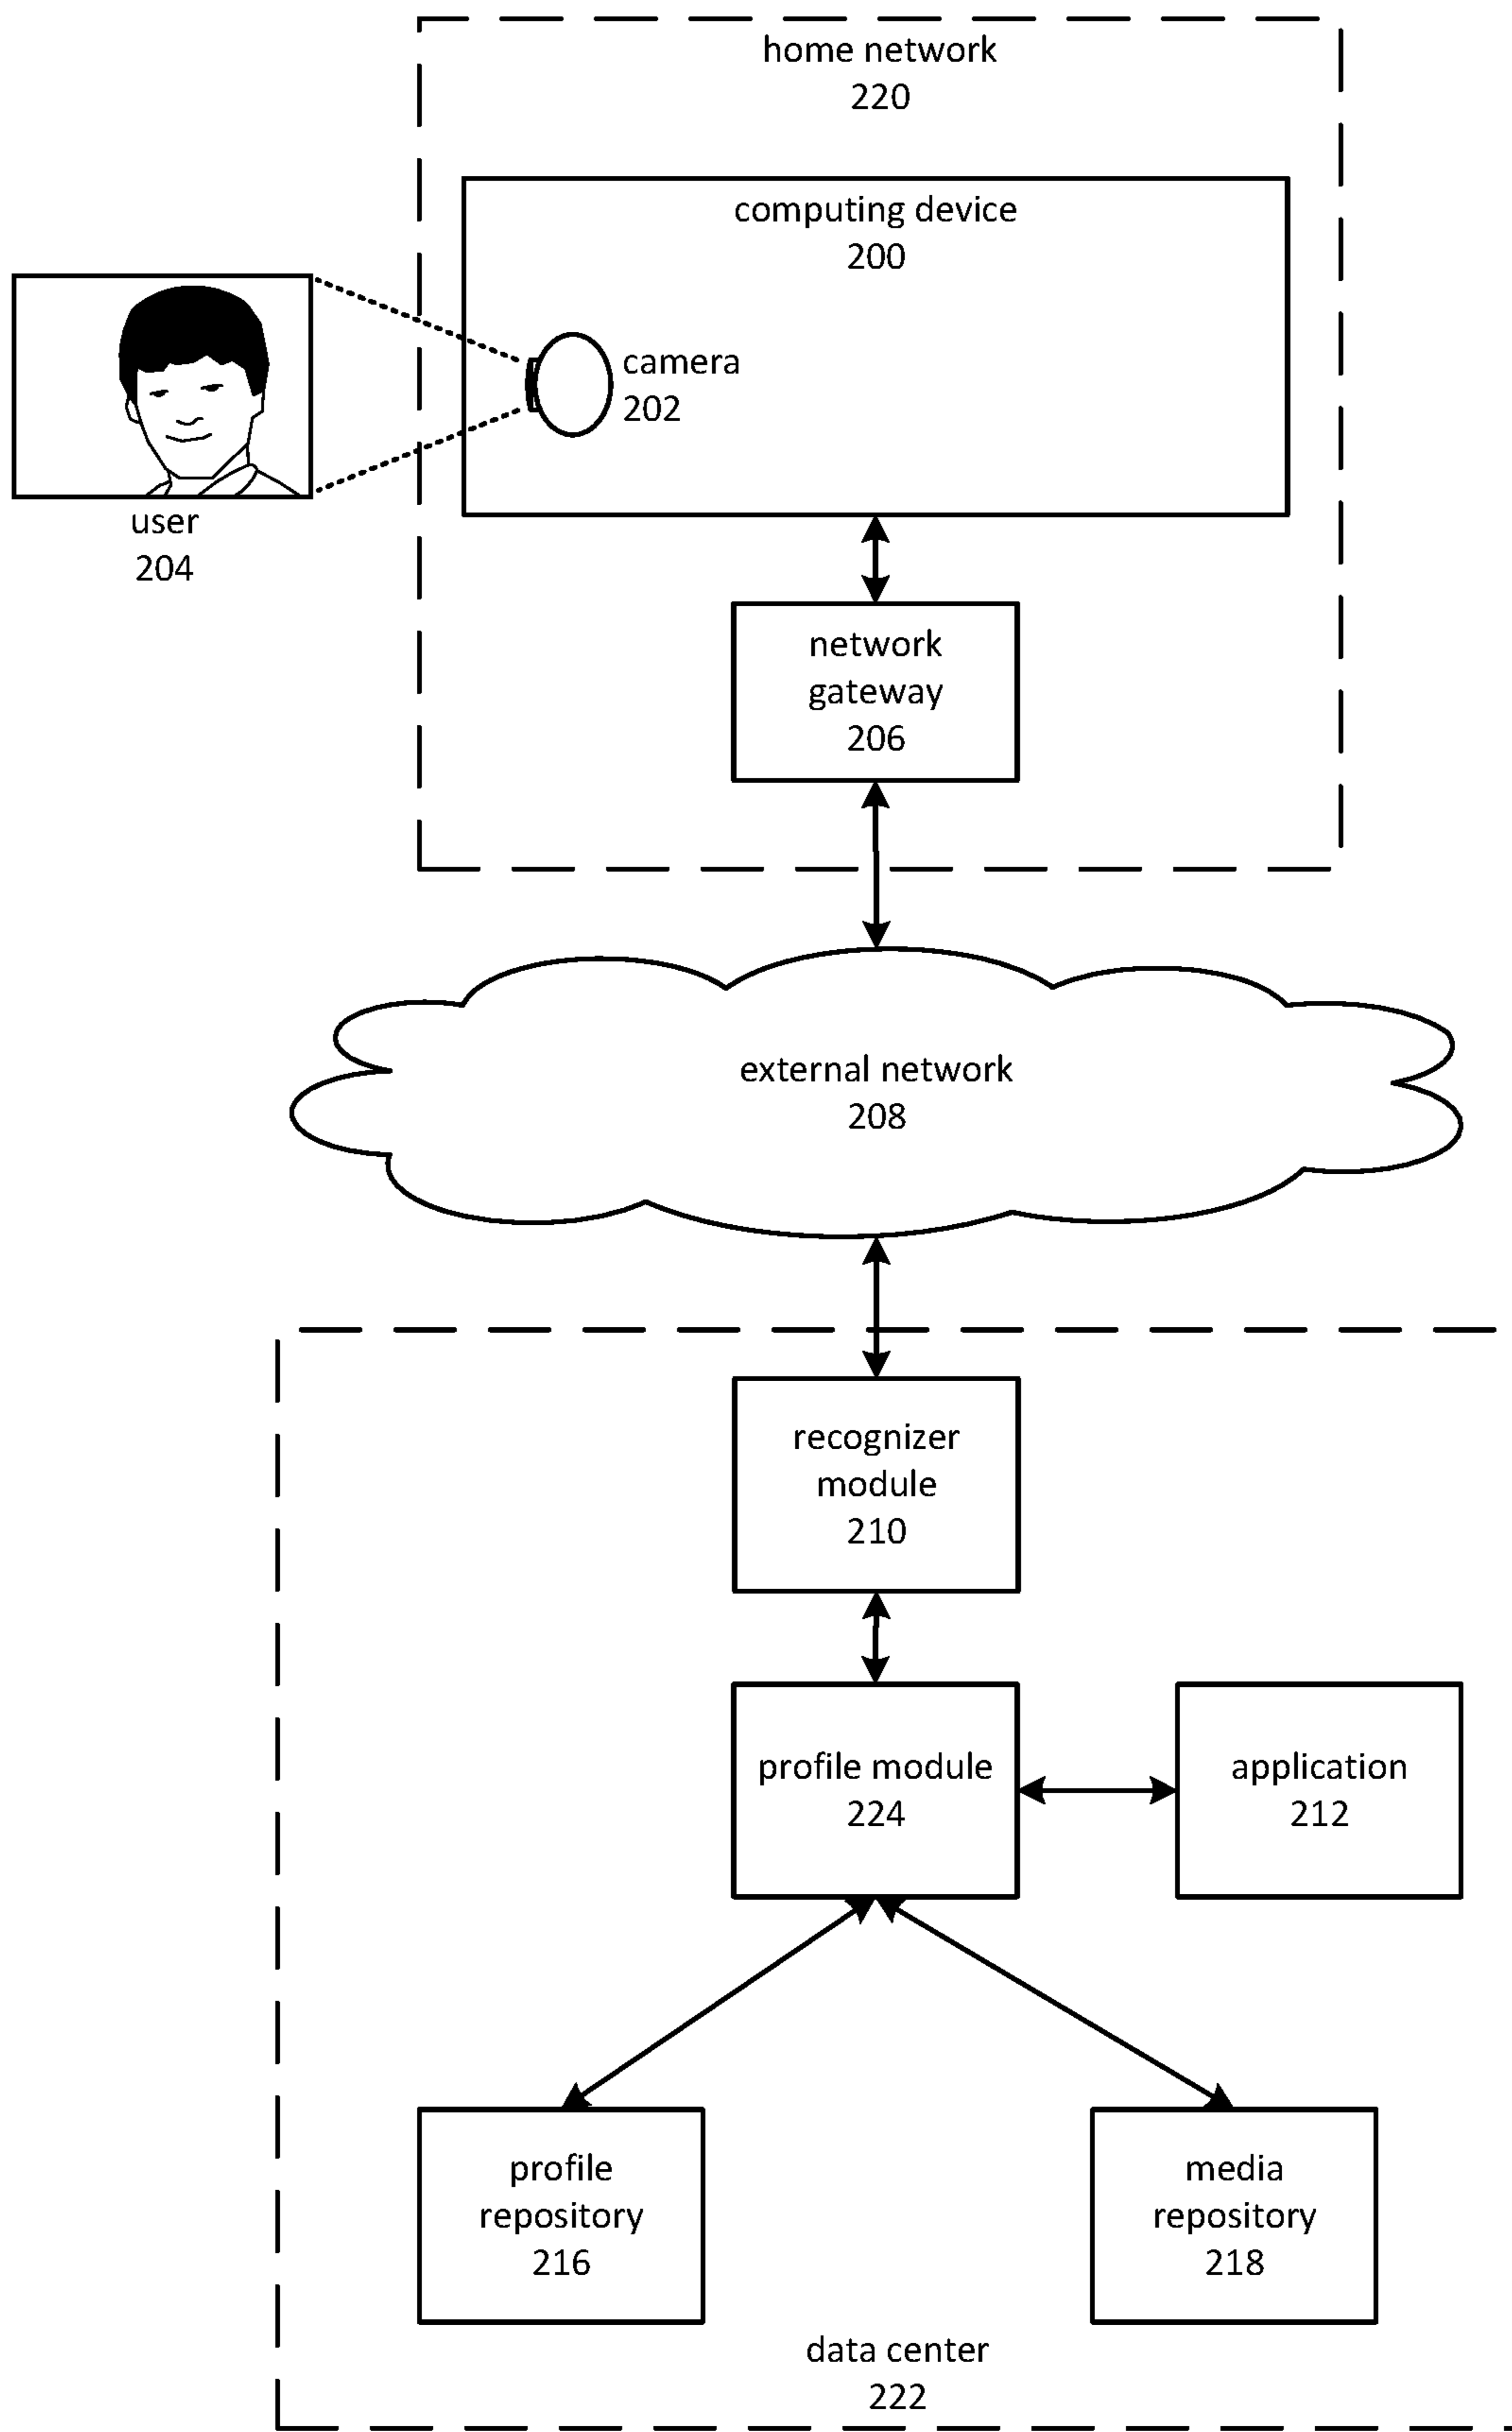 home network
220
computing device
200
camera
202
user
204
network
gateway
206
external network
208
recognizer
module
210
profile module
224
application
212
profile
repository
216
media
repository
218
data center
222